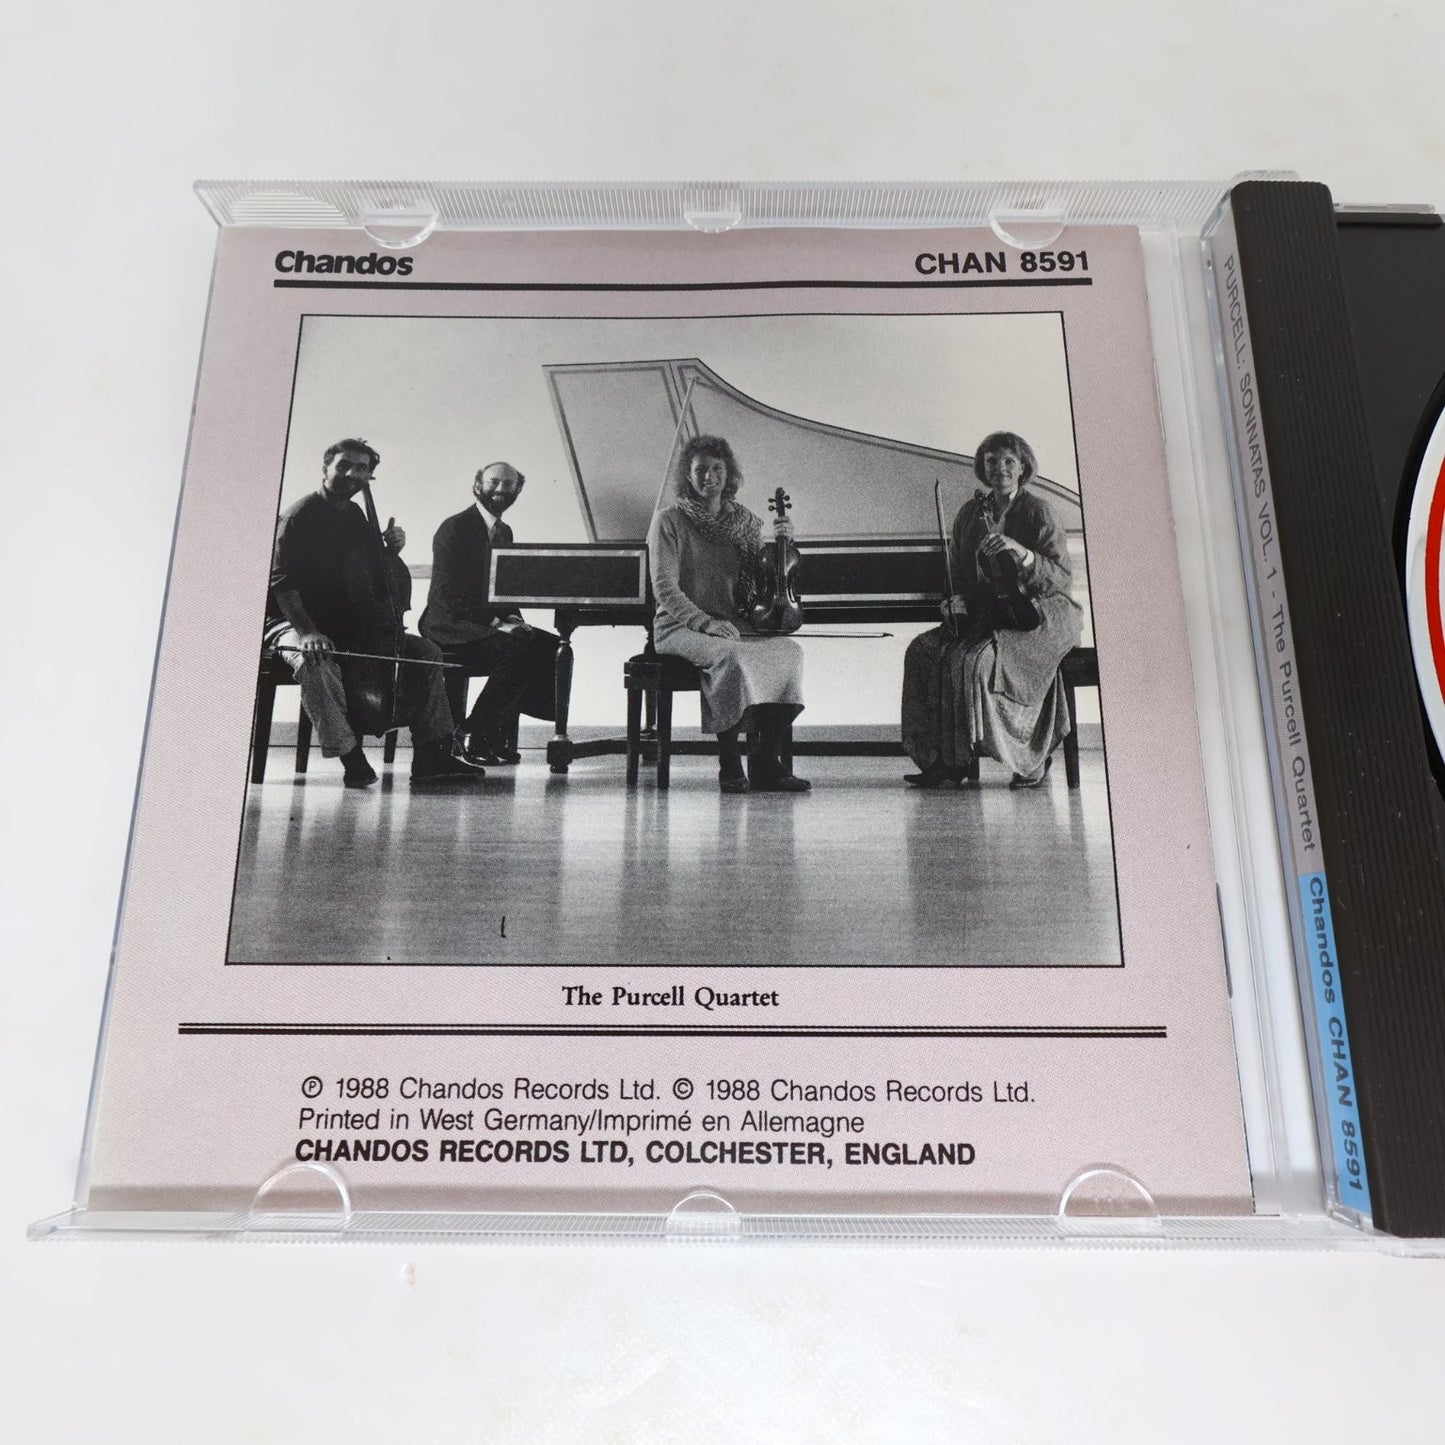 Chandos
CHAN 8591
The Purcell Quartet
Ⓟ 1988 Chandos Records Ltd. © 1988 Chandos Records Ltd.
Printed in West Germany/Imprimé en Allemagne
CHANDOS RECORDS LTD, COLCHESTER, ENGLAND
PURCELL: SONNATAS VOL. 1 - The Purcell Quartet Chandos CHAN 8591